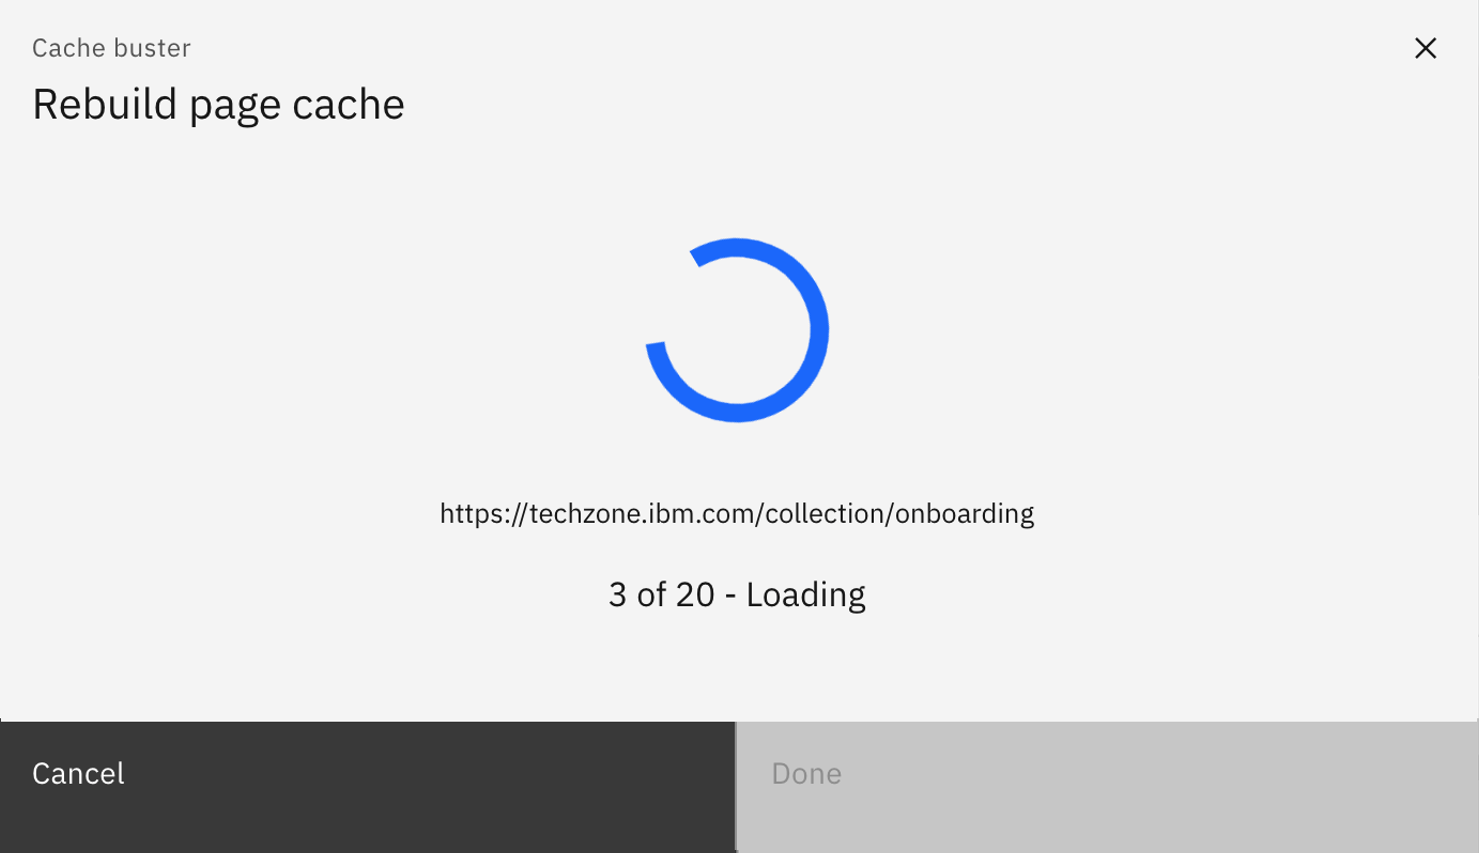 Cache buster
Rebuild page cache
https://techzone.ibm.com/collection/onboarding
3 of 20 - Loading
Cancel
Done